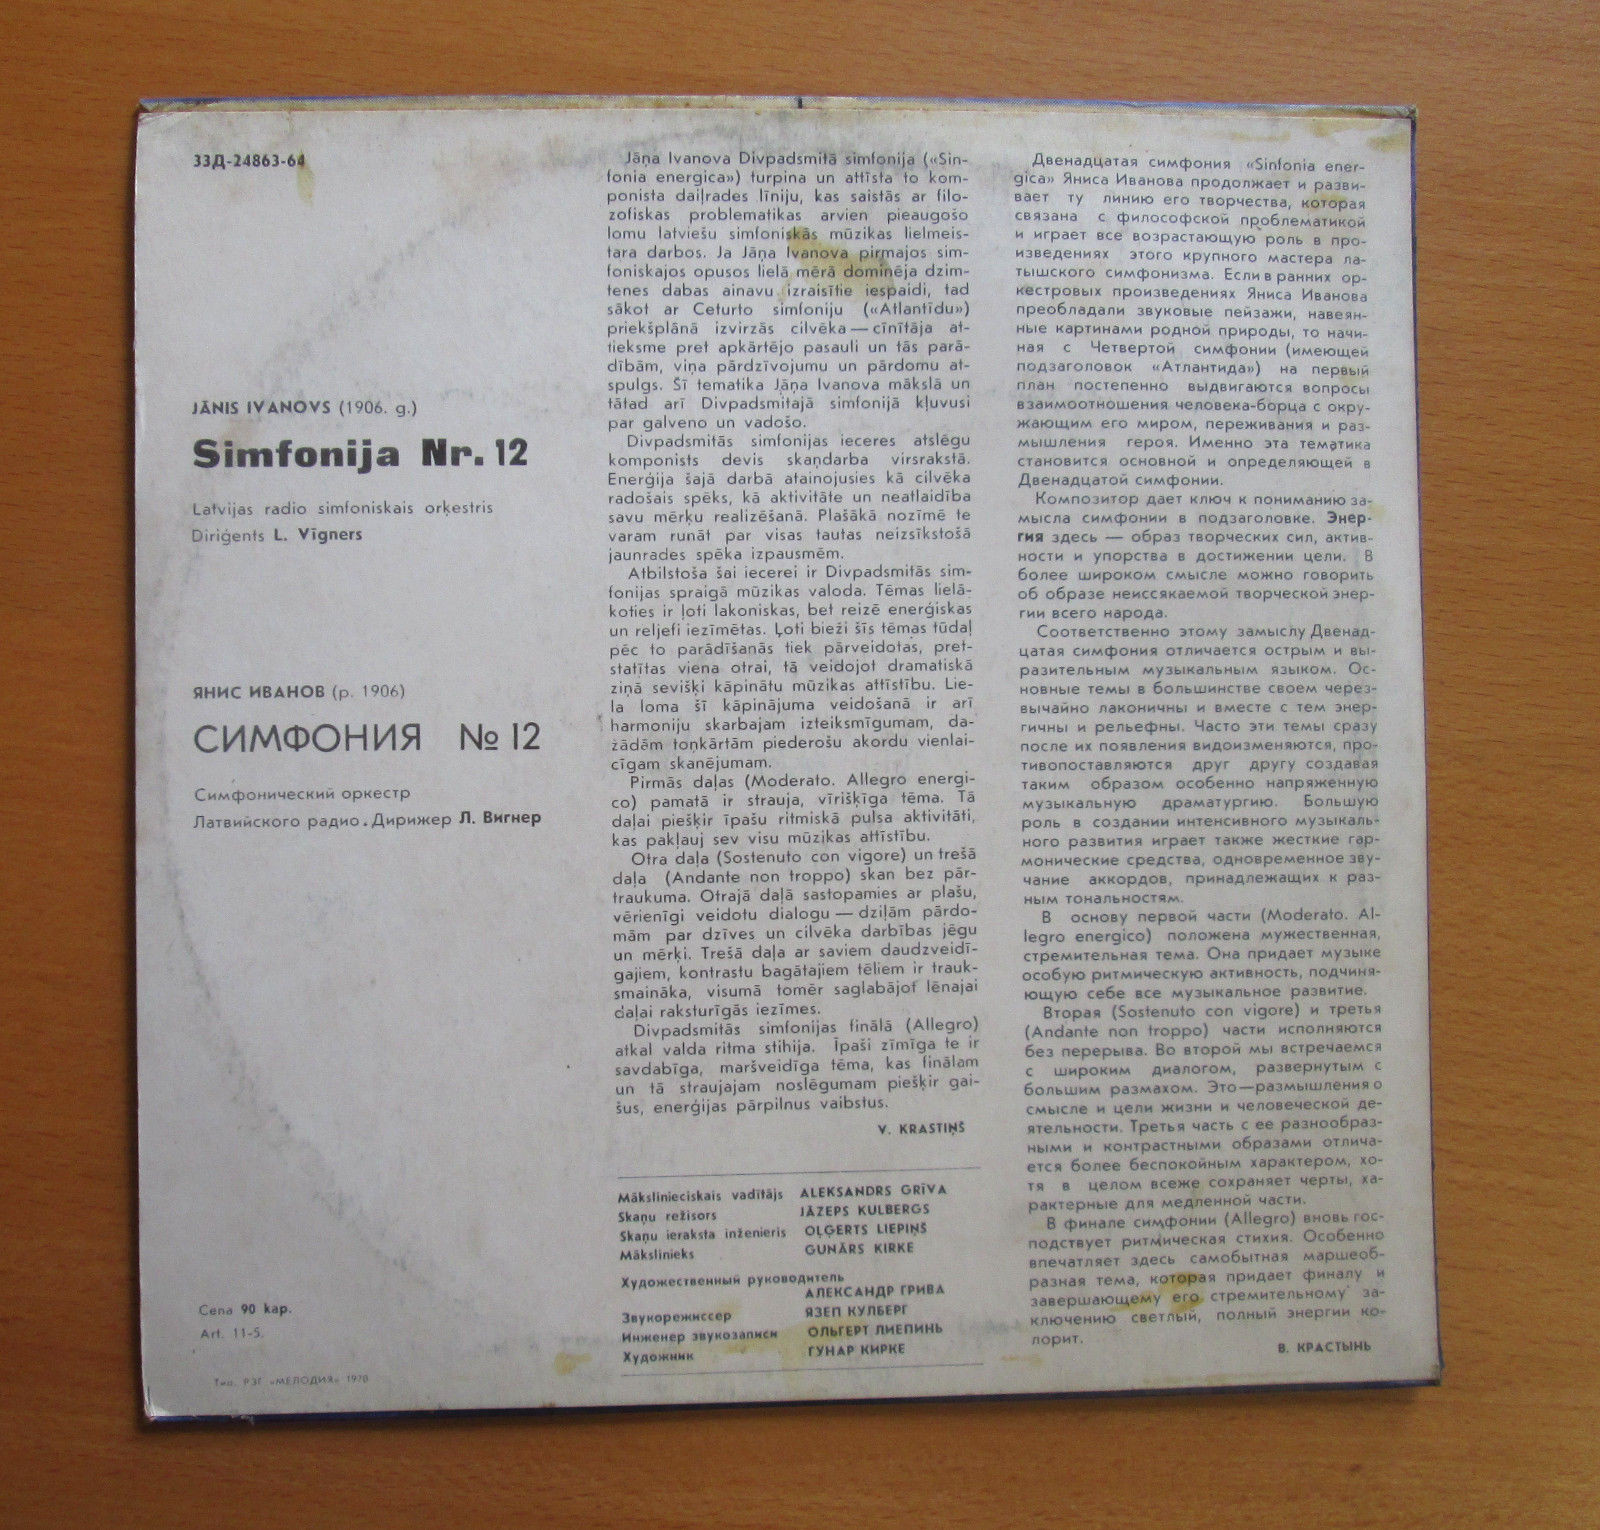 33Д-24863-64
JĀNIS IVANOVS (1906. g.)
Simfonija Nr. 12
Latvijas radio simfoniskais orķestris
Diriģents L. Vīgners
ЯНИС ИВАНОВ (р. 1906)
СИМФОНИЯ № 12
Симфонический оркестр
Латвийского радио. Дирижер Л. Вигнер
Cena 90 kap.
Art. 11-5.
Тип. РЗГ «МЕЛОДИЯ» 1970
Jāņa Ivanova Divpadsmitā simfonija («Sin-
fonia energica») turpina un attīsta to kom-
ponista daiļrades līniju, kas saistās ar filo-
zofiskas problematikas arvien pieaugošo
lomu latviešu simfoniskās mūzikas lielmeis-
tara darbos. Ja Jāņa Ivanova pirmajos sim-
foniskajos opusos lielā mērā dominēja dzim-
tenes dabas ainavu izraisītie iespaidi, tad
sākot ar Ceturto simfoniju («Atlantīdu»)
priekšplānā izvirzās cilvēka — cīnītāja at-
tieksme pret apkārtējo pasauli un tās parā-
dībām, viņa pārdzīvojumu un pārdomu at-
spulgs. Šī tematika Jāņa Ivanova mākslā un
tātad arī Divpadsmitajā simfonijā kļuvusi
par galveno un vadošo.
Divpadsmitās simfonijas ieceres atslēgu
komponists devis skaņdarba virsrakstā.
Enerģija šajā darbā atainojusies kā cilvēka
radošais spēks, kā aktivitāte un neatlaidība
savu mērķu realizēšanā. Plašākā nozīmē te
varam runāt par visas tautas neizsīkstošā
jaunrades spēka izpausmēm.
Atbilstoša šai iecerei ir Divpadsmitās sim-
fonijas spraigā mūzikas valoda. Tēmas lielā-
koties ir ļoti lakoniskas, bet reizē enerģiskas
un reljefi iezīmētas. Ļoti bieži šīs tēmas tūdaļ
pēc to parādīšanās tiek pārveidotas, pret-
statītas viena otrai, tā veidojot dramatiskā
ziņā sevišķi kāpinātu mūzikas attīstību. Lie-
la loma šī kāpinājuma veidošanā ir arī
harmoniju skarbajam izteiksmīgumam, da-
žādām toņkārtām piederošu akordu vienlai-
cīgam skanējumam.
Pirmās daļas (Moderato. Allegro energi-
co) pamatā ir strauja, vīrišķīga tēma. Tā
daļai piešķir īpašu ritmiskā pulsa aktivitāti,
kas pakļauj sev visu mūzikas attīstību.
Otra daļa (Sostenuto con vigore) un trešā
daļa (Andante non troppo) skan bez pār-
traukuma. Otrajā daļā sastopamies ar plašu,
vērienīgi veidotu dialogu — dziļām pārdo-
mām par dzīves un cilvēka darbības jēgu
un mērķi. Trešā daļa ar saviem daudzveidī-
gajiem, kontrastu bagātajiem tēliem ir trauk-
smaināka, visumā tomēr saglabājot lēnajai
daļai raksturīgās iezīmes.
Divpadsmitās simfonijas finālā (Allegro)
atkal valda ritma stihija. Īpaši zīmīga te ir
savdabīga, maršveidīga tēma, kas finālam
un tā straujajam noslēgumam piešķir gai-
šus, enerģijas pārpilnus vaibstus.
V. KRASTIŅŠ
Mākslinieciskais vadītājs ALEKSANDRS GRĪVA
Skaņu režisors JĀZEPS KULBERGS
Skaņu ieraksta inženieris OĻĢERTS LIEPIŅŠ
Mākslinieks GUNĀRS KIRKE
Художественный руководитель
АЛЕКСАНДР ГРИВА
Звукорежиссер ЯЗЕП КУЛБЕРГ
Инженер звукозаписи ОЛЬГЕРТ ЛИЕПИНЬ
Художник ГУНАР КИРКЕ
Двенадцатая симфония «Sinfonia ener-
gica» Яниса Иванова продолжает и разви-
вает ту линию его творчества, которая
связана с философской проблематикой
и играет все возрастающую роль в про-
изведениях этого крупного мастера ла-
тышского симфонизма. Если в ранних ор-
кестровых произведениях Яниса Иванова
преобладали звуковые пейзажи, навеян-
ные картинами родной природы, то начи-
ная с Четвертой симфонии (имеющей
подзаголовок «Атлантида») на первый
план постепенно выдвигаются вопросы
взаимоотношения человека-борца с окру-
жающим его миром, переживания и раз-
мышления героя. Именно эта тематика
становится основной и определяющей в
Двенадцатой симфонии.
Композитор дает ключ к пониманию за-
мысла симфонии в подзаголовке. Энер-
гия здесь — образ творческих сил, актив-
ности и упорства в достижении цели. В
более широком смысле можно говорить
об образе неиссякаемой творческой энер-
гии всего народа.
Соответственно этому замыслу Двенад-
цатая симфония отличается острым и вы-
разительным музыкальным языком. Ос-
новные темы в большинстве своем через-
вычайно лаконичны и вместе с тем энер-
гичны и рельефны. Часто эти темы сразу
после их появления видоизменяются, про-
тивопоставляются друг другу создавая
таким образом особенно напряженную
музыкальную драматургию. Большую
роль в создании интенсивного музыкаль-
ного развития играет также жесткие гар-
монические средства, одновременное зву-
чание аккордов, принадлежащих к раз-
ным тональностям.
В основу первой части (Moderato. Al-
legro energico) положена мужественная,
стремительная тема. Она придает музыке
особую ритмическую активность, подчиня-
ющую себе все музыкальное развитие.
Вторая (Sostenuto con vigore) и третья
(Andante non troppo) части исполняются
без перерыва. Во второй мы встречаемся
с широким диалогом, развернутым с
большим размахом. Это—размышления о
смысле и цели жизни и человеческой де-
ятельности. Третья часть с ее разнообраз-
ными и контрастными образами отлича-
ется более беспокойным характером, хо-
тя в целом всеже сохраняет черты, ха-
рактерные для медленной части.
В финале симфонии (Allegro) вновь гос-
подствует ритмическая стихия. Особенно
впечатляет здесь самобытная маршеоб-
разная тема, которая придает финалу и
завершающему его стремительному за-
ключению светлый, полный энергии ко-
лорит.
В. КРАСТЫНЬ